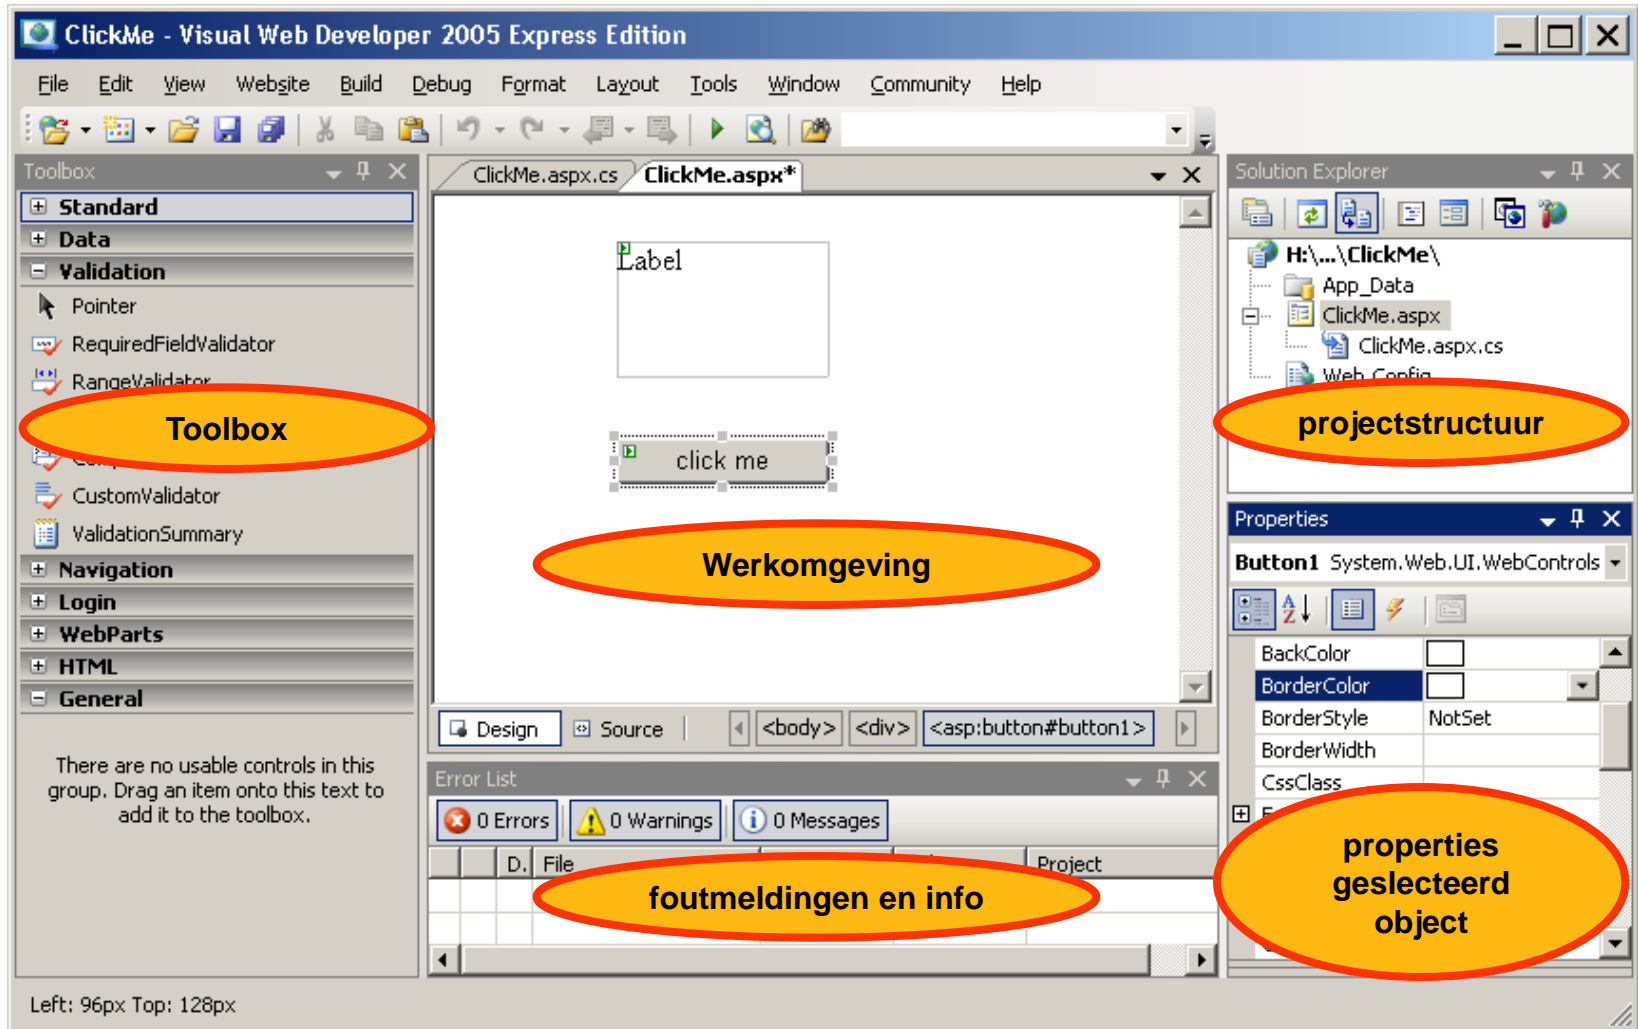 ClickMe - Visual Web Developer 2005 Express Edition
File Edit View Website Build Debug Format Layout Tools Window Community Help
Toolbox
Standard
Data
Validation
Pointer
RequiredFieldValidator
RangeValidator
Toolbox
CustomValidator
ValidationSummary
Navigation
Login
WebParts
HTML
General
There are no usable controls in this
group. Drag an item onto this text to
add it to the toolbox.
ClickMe.aspx.cs ClickMe.aspx*
Label
click me
Werkomgeving
Design Source <body> <div> <asp:button#button1>
Error List
0 Errors 0 Warnings 0 Messages
D. File Project
foutmeldingen en info
Solution Explorer
H:\...\ClickMe\
App_Data
ClickMe.aspx
ClickMe.aspx.cs
Web.Config
projectstructuur
Properties
Button1 System.Web.UI.WebControls
BackColor
BorderColor
BorderStyle NotSet
BorderWidth
CssClass
properties
geslecteerd
object
Left: 96px Top: 128px